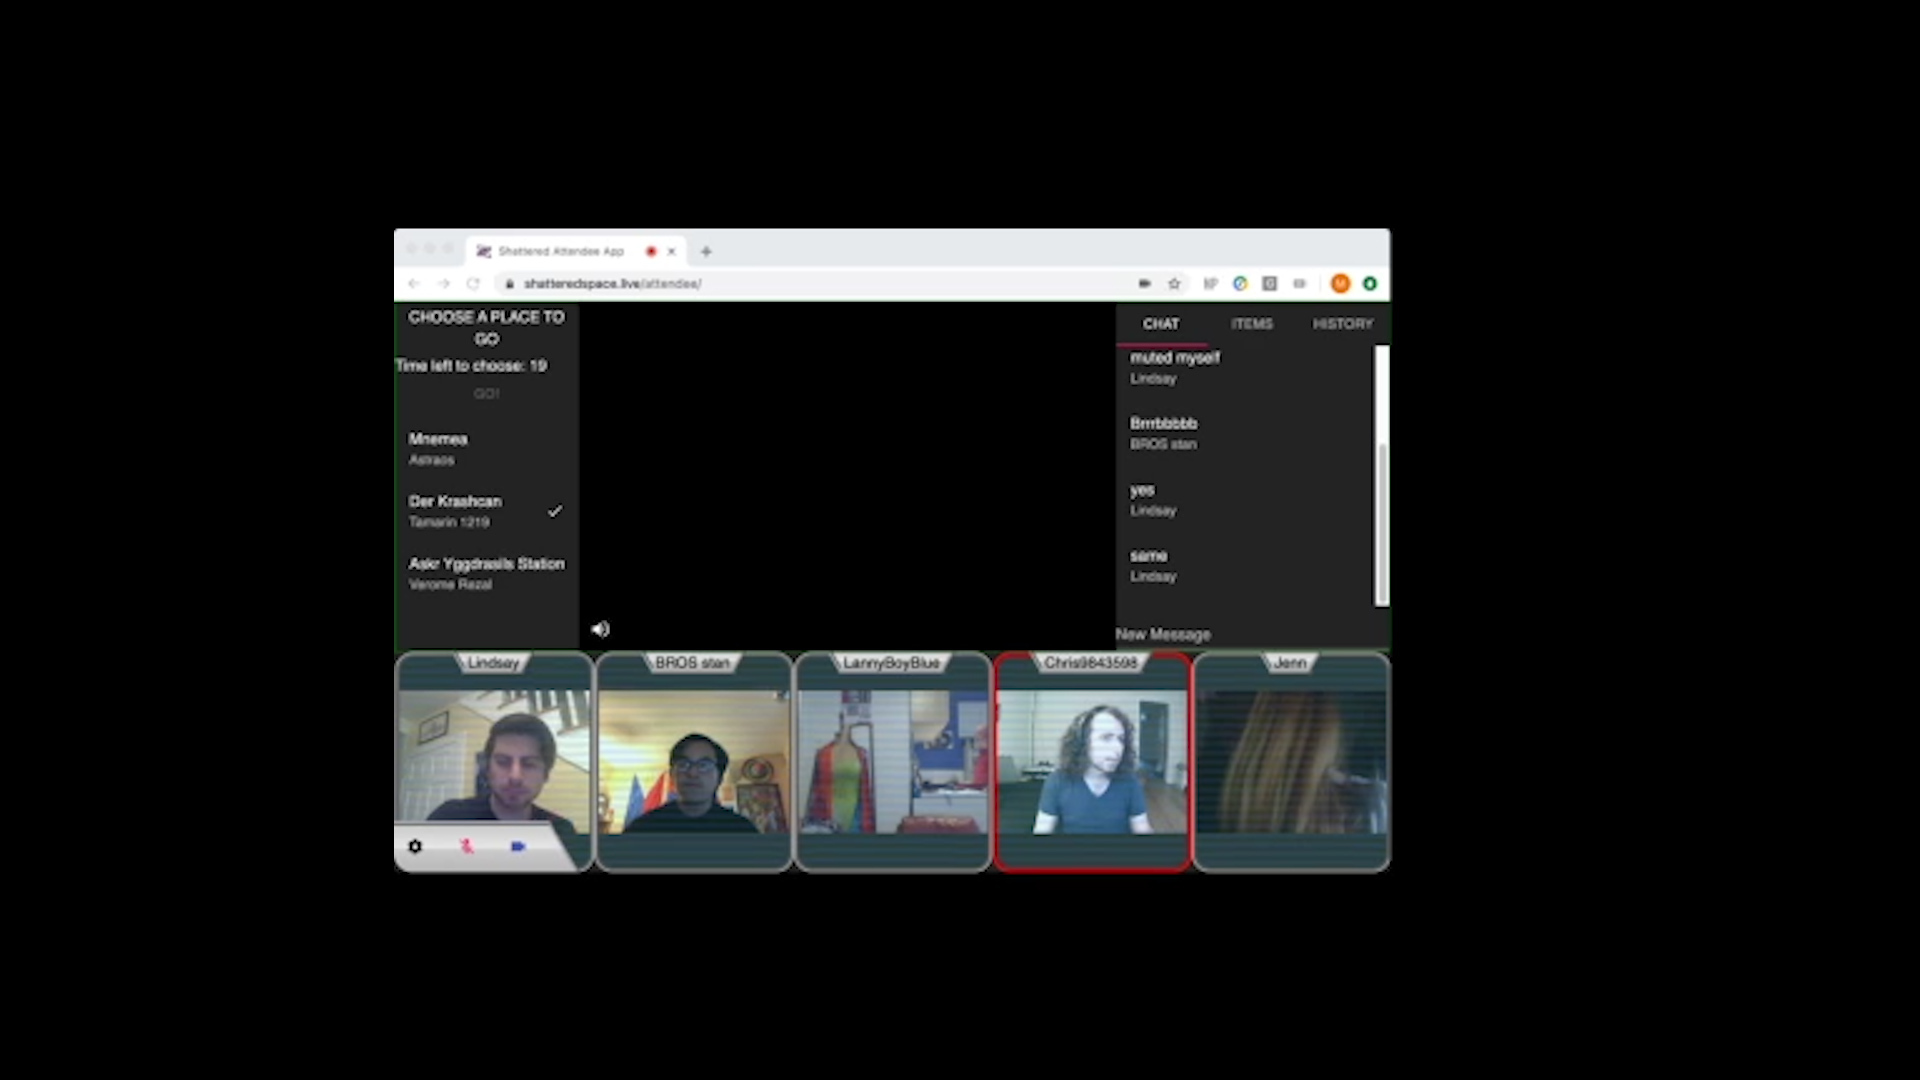 Shattered Attendee App
shatteredspace.live/attendee/
CHOOSE A PLACE TO
GO
Time left to choose: 19
GO!
Mnemea
Astraos
Der Krashcan
Tamarin 1219
Askr Yggdrasils Station
Verome Rezal
CHAT ITEMS HISTORY
muted myself
Lindsay
Brrrbbbbb
BROS stan
yes
Lindsay
same
Lindsay
New Message
Lindsay
BROS stan
LannyBoyBlue
Chris9843598
Jenn